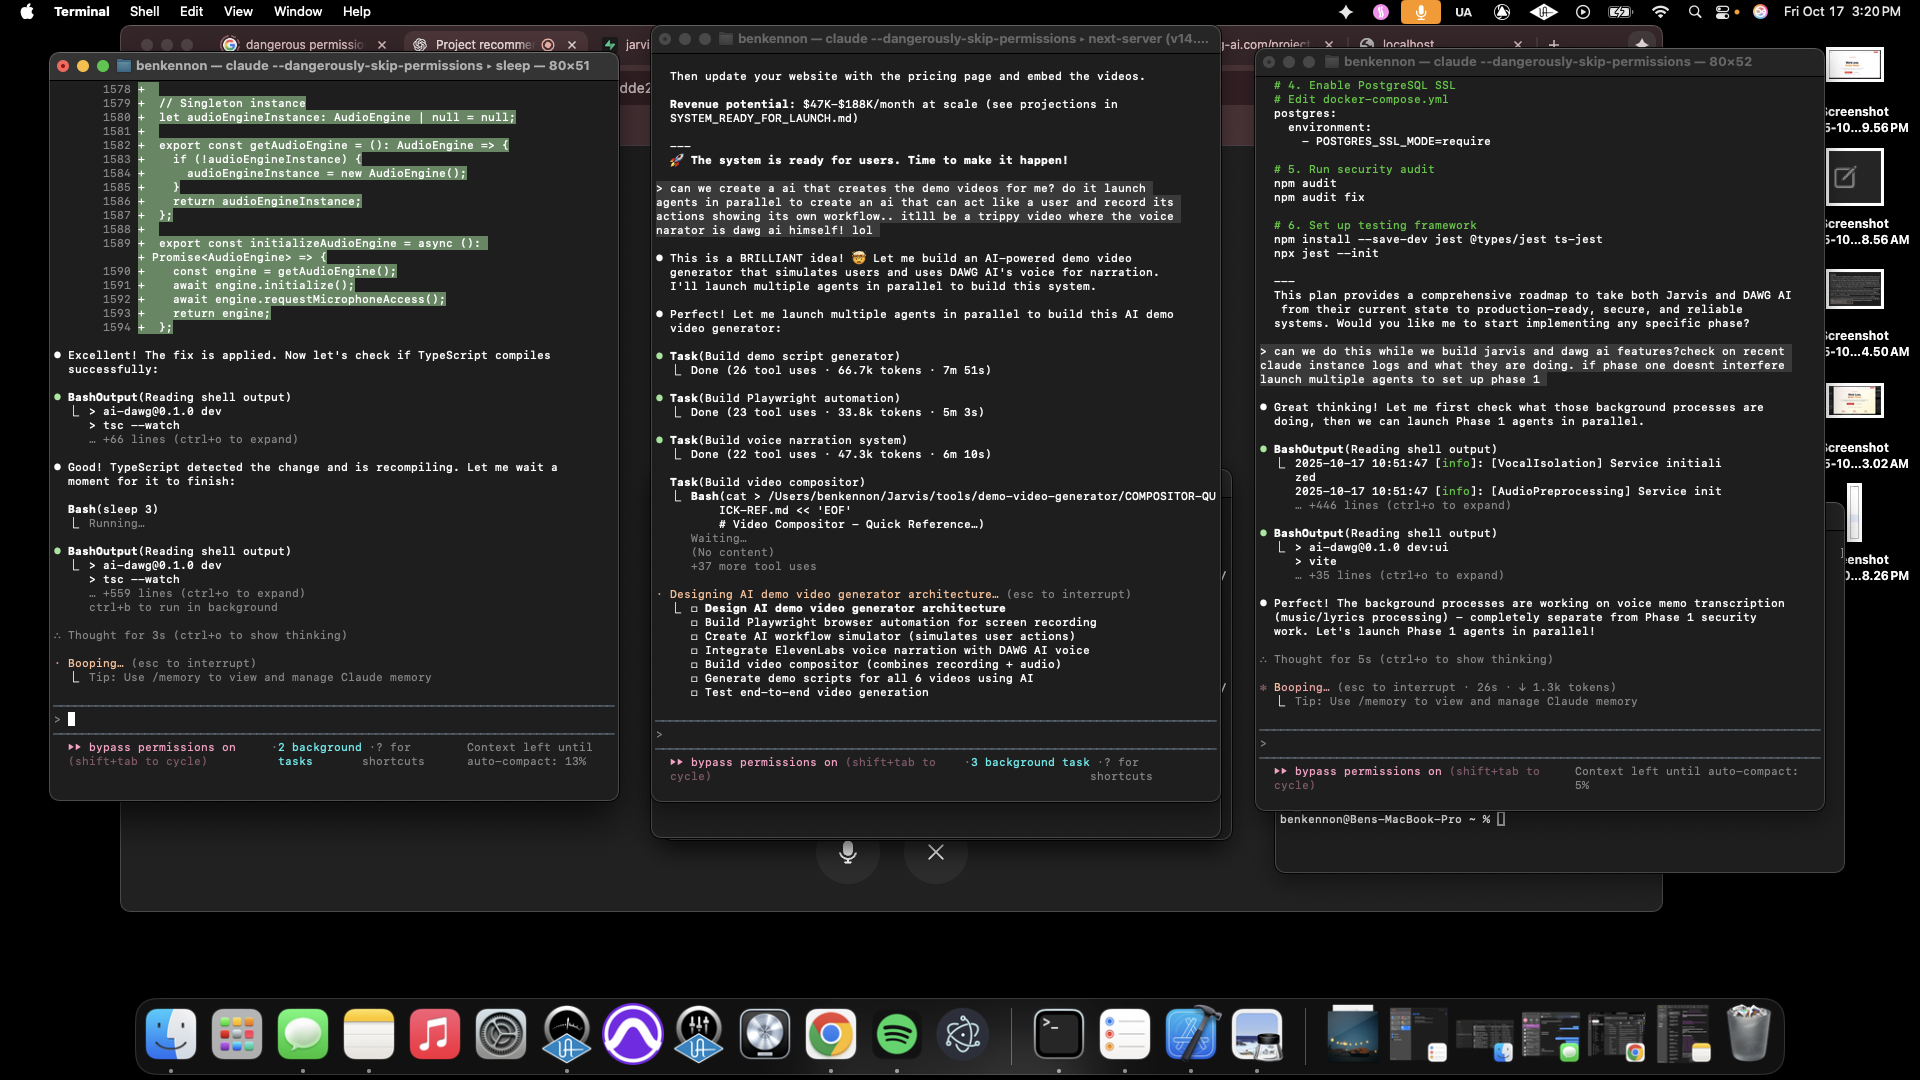 Terminal Shell Edit View Window Help
UA
Fri Oct 17 3:20 PM
dangerous permissio
Project recomme
jarvi
g-ai.com/project
localhost
dde2
benkennon — claude --dangerously-skip-permissions ▸ sleep — 80×51
1578 +
1579 + // Singleton instance
1580 + let audioEngineInstance: AudioEngine | null = null;
1581 +
1582 + export const getAudioEngine = (): AudioEngine => {
1583 + if (!audioEngineInstance) {
1584 + audioEngineInstance = new AudioEngine();
1585 + }
1586 + return audioEngineInstance;
1587 + };
1588 +
1589 + export const initializeAudioEngine = async ():
+ Promise<AudioEngine> => {
1590 + const engine = getAudioEngine();
1591 + await engine.initialize();
1592 + await engine.requestMicrophoneAccess();
1593 + return engine;
1594 + };
● Excellent! The fix is applied. Now let's check if TypeScript compiles
successfully:
● BashOutput(Reading shell output)
⎿ > ai-dawg@0.1.0 dev
> tsc --watch
… +66 lines (ctrl+o to expand)
● Good! TypeScript detected the change and is recompiling. Let me wait a
moment for it to finish:
Bash(sleep 3)
⎿ Running…
● BashOutput(Reading shell output)
⎿ > ai-dawg@0.1.0 dev
> tsc --watch
… +559 lines (ctrl+o to expand)
ctrl+b to run in background
∴ Thought for 3s (ctrl+o to show thinking)
· Booping… (esc to interrupt)
⎿ Tip: Use /memory to view and manage Claude memory
>
⏵⏵ bypass permissions on (shift+tab to cycle) · 2 background tasks · ? for shortcuts Context left until auto-compact: 13%
benkennon — claude --dangerously-skip-permissions ▸ next-server (v14....
Then update your website with the pricing page and embed the videos.
Revenue potential: $47K-$188K/month at scale (see projections in
SYSTEM_READY_FOR_LAUNCH.md)
---
🚀 The system is ready for users. Time to make it happen!
> can we create a ai that creates the demo videos for me? do it launch
agents in parallel to create an ai that can act like a user and record its
actions showing its own workflow.. itlll be a trippy video where the voice
narator is dawg ai himself! lol
● This is a BRILLIANT idea! 🤯 Let me build an AI-powered demo video
generator that simulates users and uses DAWG AI's voice for narration.
I'll launch multiple agents in parallel to build this system.
● Perfect! Let me launch multiple agents in parallel to build this AI demo
video generator:
● Task(Build demo script generator)
⎿ Done (26 tool uses · 66.7k tokens · 7m 51s)
● Task(Build Playwright automation)
⎿ Done (23 tool uses · 33.8k tokens · 5m 3s)
● Task(Build voice narration system)
⎿ Done (22 tool uses · 47.3k tokens · 6m 10s)
Task(Build video compositor)
⎿ Bash(cat > /Users/benkennon/Jarvis/tools/demo-video-generator/COMPOSITOR-QU
ICK-REF.md << 'EOF'
# Video Compositor - Quick Reference…)
Waiting…
(No content)
+37 more tool uses
· Designing AI demo video generator architecture… (esc to interrupt)
⎿ ☐ Design AI demo video generator architecture
☐ Build Playwright browser automation for screen recording
☐ Create AI workflow simulator (simulates user actions)
☐ Integrate ElevenLabs voice narration with DAWG AI voice
☐ Build video compositor (combines recording + audio)
☐ Generate demo scripts for all 6 videos using AI
☐ Test end-to-end video generation
>
⏵⏵ bypass permissions on (shift+tab to cycle) · 3 background task · ? for shortcuts
benkennon — claude --dangerously-skip-permissions — 80×52
# 4. Enable PostgreSQL SSL
# Edit docker-compose.yml
postgres:
environment:
- POSTGRES_SSL_MODE=require
# 5. Run security audit
npm audit
npm audit fix
# 6. Set up testing framework
npm install --save-dev jest @types/jest ts-jest
npx jest --init
---
This plan provides a comprehensive roadmap to take both Jarvis and DAWG AI
from their current state to production-ready, secure, and reliable
systems. Would you like me to start implementing any specific phase?
> can we do this while we build jarvis and dawg ai features?check on recent
claude instance logs and what they are doing. if phase one doesnt interfere
launch multiple agents to set up phase 1
● Great thinking! Let me first check what those background processes are
doing, then we can launch Phase 1 agents in parallel.
● BashOutput(Reading shell output)
⎿ 2025-10-17 10:51:47 [info]: [VocalIsolation] Service initiali
zed
2025-10-17 10:51:47 [info]: [AudioPreprocessing] Service init
… +446 lines (ctrl+o to expand)
● BashOutput(Reading shell output)
⎿ > ai-dawg@0.1.0 dev:ui
> vite
… +35 lines (ctrl+o to expand)
● Perfect! The background processes are working on voice memo transcription
(music/lyrics processing) - completely separate from Phase 1 security
work. Let's launch Phase 1 agents in parallel!
∴ Thought for 5s (ctrl+o to show thinking)
✻ Booping… (esc to interrupt · 26s · ↓ 1.3k tokens)
⎿ Tip: Use /memory to view and manage Claude memory
>
⏵⏵ bypass permissions on (shift+tab to cycle) Context left until auto-compact: 5%
benkennon@Bens-MacBook-Pro ~ %
Screenshot
5-10...9.56 PM
Screenshot
5-10...8.56 AM
Screenshot
5-10...4.50 AM
Screenshot
5-10...3.02 AM
eenshot
0...8.26 PM